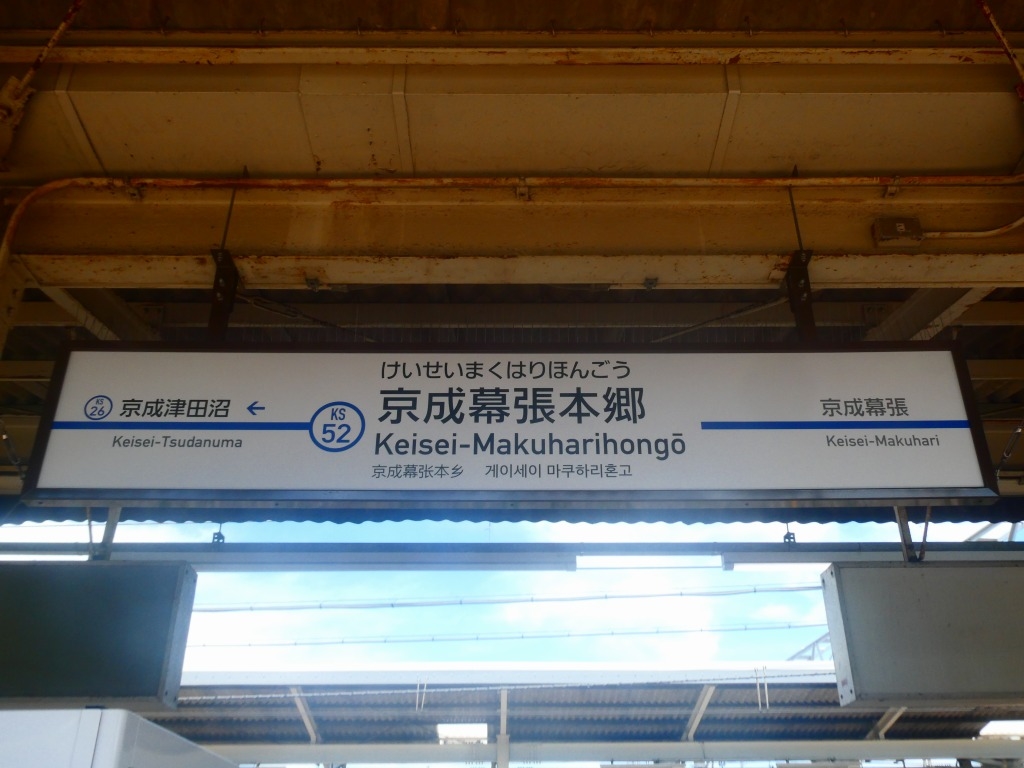 けいせいまくはりほんごう
KS
26
京成津田沼 ←
Keisei-Tsudanuma
KS
52
京成幕張本郷
Keisei-Makuharihongō
京成幕张本乡 게이세이 마쿠하리혼고
京成幕張
Keisei-Makuhari